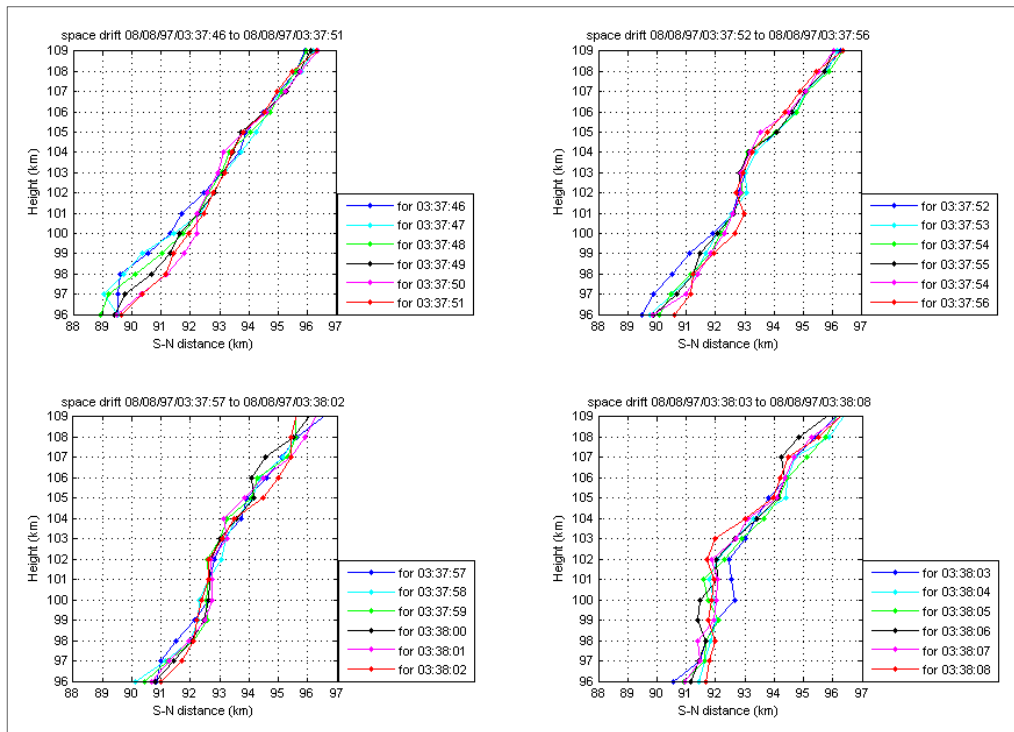 space drift 08/08/97/03:37:46 to 08/08/97/03:37:51
109
108
107
106
105
104
103
102
101
100
99
98
97
96
Height (km)
88 89 90 91 92 93 94 95 96 97
S-N distance (km)
for 03:37:46
for 03:37:47
for 03:37:48
for 03:37:49
for 03:37:50
for 03:37:51
space drift 08/08/97/03:37:52 to 08/08/97/03:37:56
109
108
107
106
105
104
103
102
101
100
99
98
97
96
Height (km)
88 89 90 91 92 93 94 95 96 97
S-N distance (km)
for 03:37:52
for 03:37:53
for 03:37:54
for 03:37:55
for 03:37:54
for 03:37:56
space drift 08/08/97/03:37:57 to 08/08/97/03:38:02
109
108
107
106
105
104
103
102
101
100
99
98
97
96
Height (km)
88 89 90 91 92 93 94 95 96 97
S-N distance (km)
for 03:37:57
for 03:37:58
for 03:37:59
for 03:38:00
for 03:38:01
for 03:38:02
space drift 08/08/97/03:38:03 to 08/08/97/03:38:08
109
108
107
106
105
104
103
102
101
100
99
98
97
96
Height (km)
88 89 90 91 92 93 94 95 96 97
S-N distance (km)
for 03:38:03
for 03:38:04
for 03:38:05
for 03:38:06
for 03:38:07
for 03:38:08